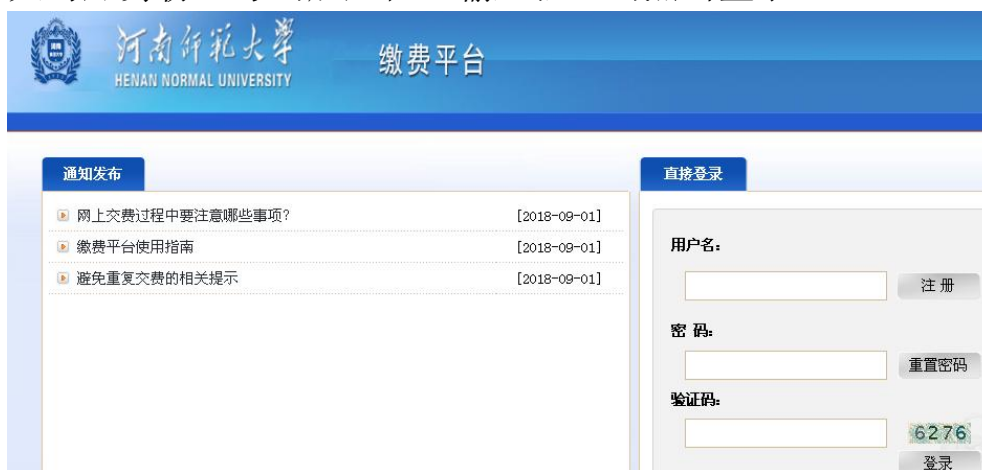 河南师范大学
HENAN NORMAL UNIVERSITY
缴费平台
通知发布
网上交费过程中要注意哪些事项?
[2018-09-01]
缴费平台使用指南
[2018-09-01]
避免重复交费的相关提示
[2018-09-01]
直接登录
用户名:
注 册
密 码:
重置密码
验证码:
6276
登录